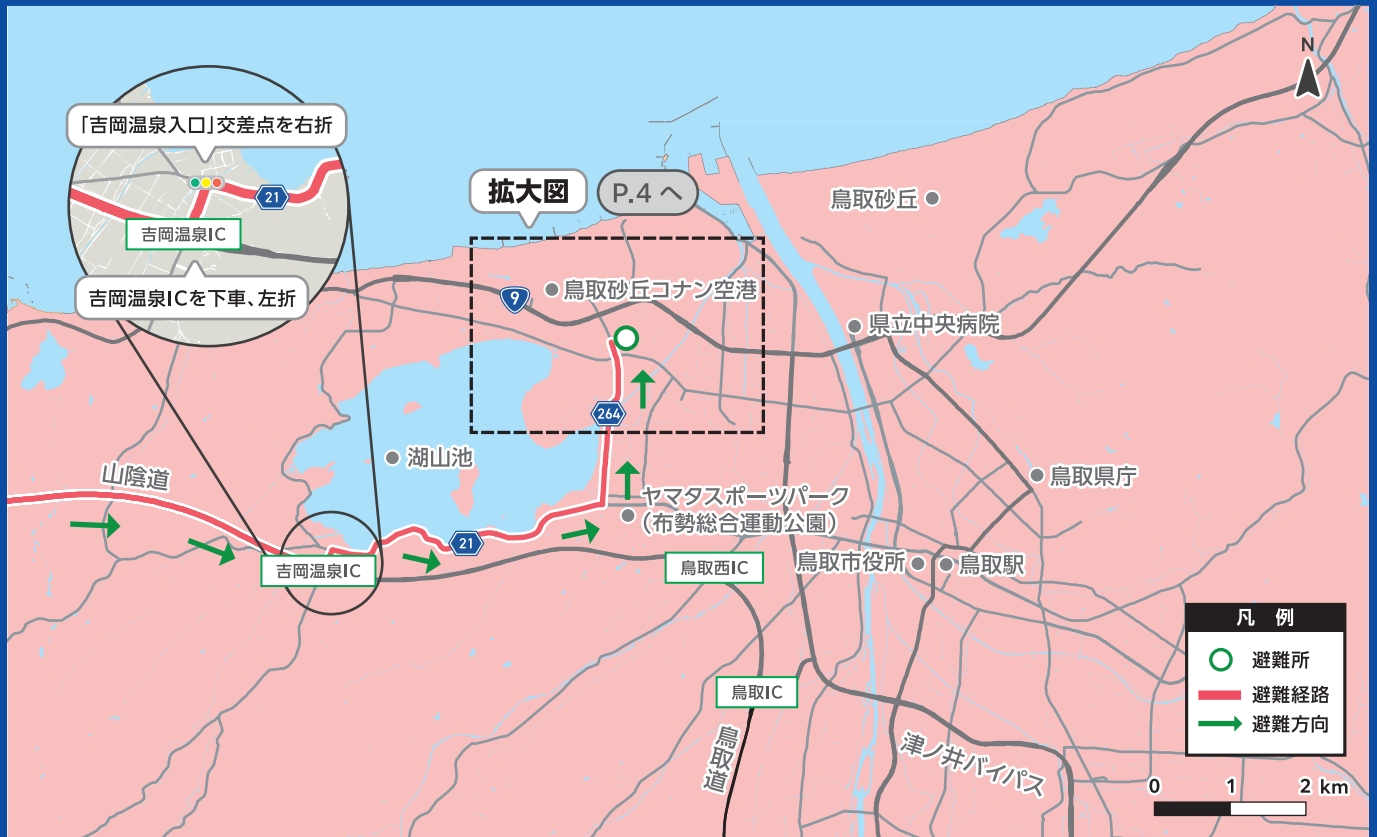 N
「吉岡温泉入口」交差点を右折
21
吉岡温泉IC
吉岡温泉ICを下車、左折
拡大図
P.4 へ
鳥取砂丘
9
鳥取砂丘コナン空港
県立中央病院
264
湖山池
山陰道
鳥取県庁
ヤマタスポーツパーク
(布勢総合運動公園)
21
吉岡温泉IC
鳥取西IC
鳥取市役所
鳥取駅
鳥取IC
鳥取道
津ノ井バイパス
凡 例
避難所
避難経路
避難方向
0 1 2 km